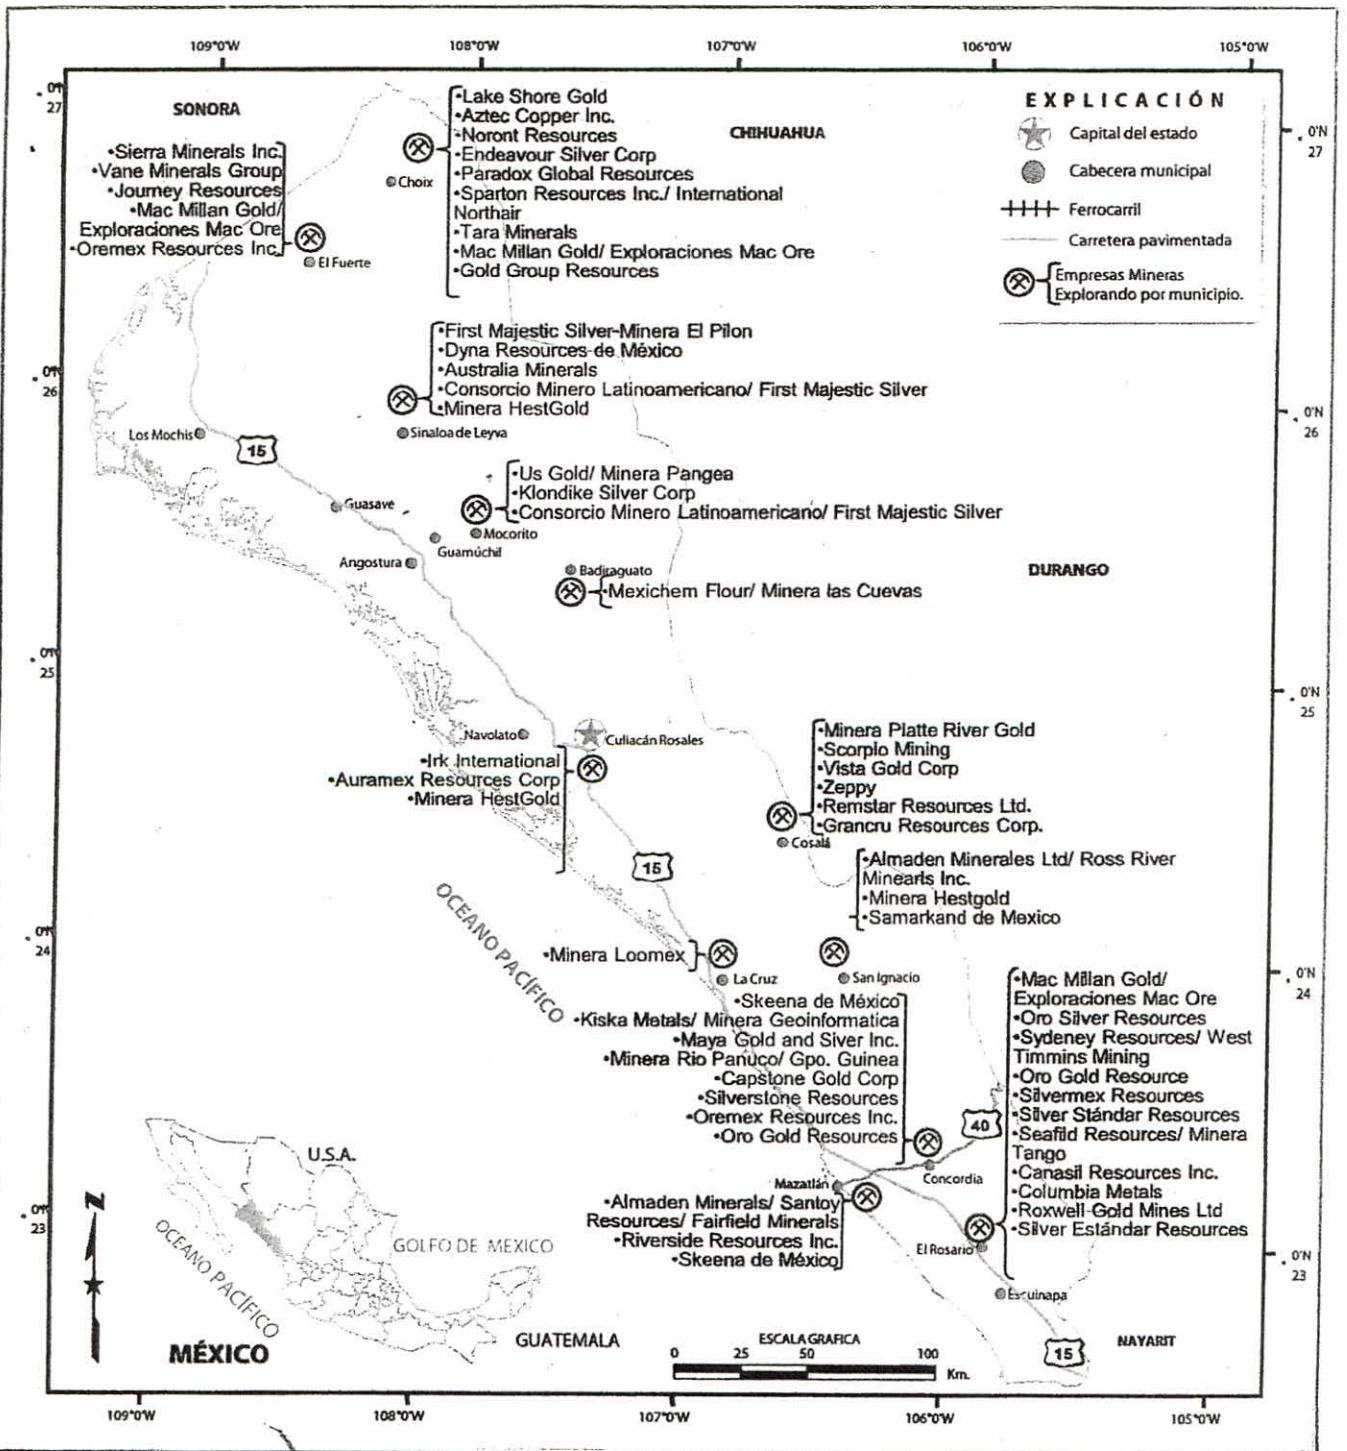 109°0'W 108°0'W 107°0'W 106°0'W 105°0'W
27
SONORA
•Sierra Minerals Inc.
•Vane Minerals Group
•Journey Resources
•Mac Millan Gold/
Exploraciones Mac Ore
•Oremex Resources Inc.
El Fuerte
•Lake Shore Gold
•Aztec Copper Inc.
•Noront Resources
•Endeavour Silver Corp
•Paradox Global Resources
•Sparton Resources Inc./ International
Northair
•Tara Minerals
•Mac Millan Gold/ Exploraciones Mac Ore
•Gold Group Resources
Choix
CHIHUAHUA
EXPLICACIÓN
Capital del estado
Cabecera municipal
Ferrocarril
Carretera pavimentada
Empresas Mineras
Explorando por municipio.
0'N
27
•First Majestic Silver-Minera El Pilon
•Dyna Resources de México
•Australia Minerals
•Consorcio Minero Latinoamericano/ First Majestic Silver
•Minera HestGold
Sinaloa de Leyva
26
0'N
26
Los Mochis
15
Guasave
•Us Gold/ Minera Pangea
•Klondike Silver Corp
•Consorcio Minero Latinoamericano/ First Majestic Silver
Mocorito
Guamúchil
Angostura
Badiraguato
•Mexichem Flour/ Minera las Cuevas
DURANGO
25
0'N
25
Navolato
Culiacán Rosales
•Irk International
•Auramex Resources Corp
•Minera HestGold
•Minera Platte River Gold
•Scorpio Mining
•Vista Gold Corp
•Zeppy
•Remstar Resources Ltd.
•Grancru Resources Corp.
Cosalá
15
•Almaden Minerales Ltd/ Ross River
Minearls Inc.
•Minera Hestgold
•Samarkand de Mexico
San Ignacio
OCEANO PACÍFICO
24
•Minera Loomex
La Cruz
0'N
24
•Skeena de México
•Kiska Metals/ Minera Geoinformatica
•Maya Gold and Siver Inc.
•Minera Rio Panuco/ Gpo. Guinea
•Capstone Gold Corp
•Silverstone Resources
•Oremex Resources Inc.
•Oro Gold Resources
Concordia
40
•Mac Millan Gold/
Exploraciones Mac Ore
•Oro Silver Resources
•Sydeney Resources/ West
Timmins Mining
•Oro Gold Resource
•Silvermex Resources
•Silver Stándar Resources
•Seafild Resources/ Minera
Tango
•Canasil Resources Inc.
•Columbia Metals
•Roxwell-Gold Mines Ltd
•Silver Estándar Resources
El Rosario
Mazatlán
•Almaden Minerals/ Santoy
Resources/ Fairfield Minerals
•Riverside Resources Inc.
•Skeena de México
23
0'N
23
Escuinapa
15
NAYARIT
N
U.S.A.
GOLFO DE MEXICO
OCEANO PACÍFICO
GUATEMALA
MÉXICO
ESCALA GRAFICA
0 25 50 100
Km.
109°0'W 108°0'W 107°0'W 106°0'W 105°0'W